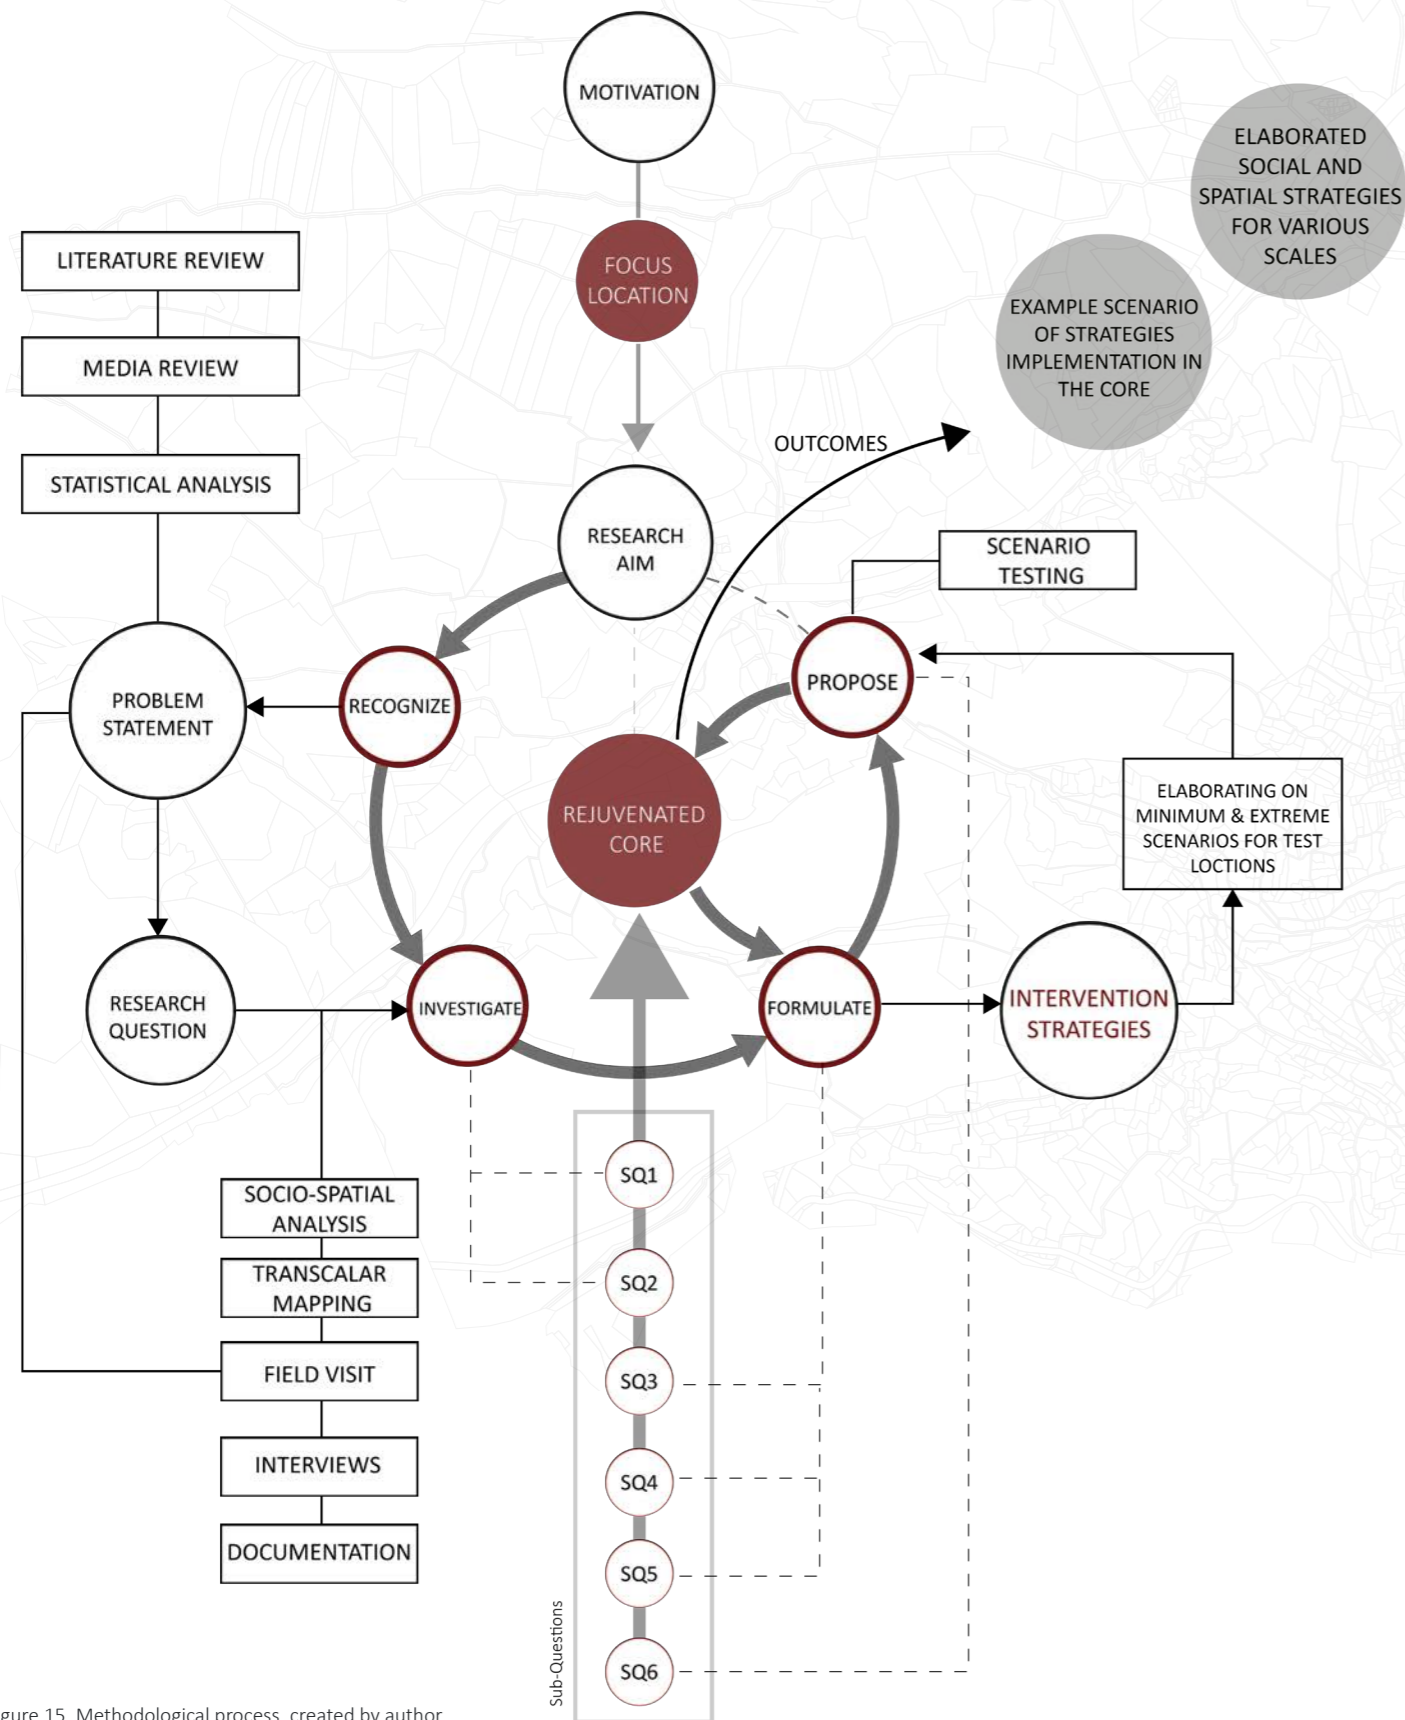 MOTIVATION
ELABORATED
SOCIAL AND
SPATIAL STRATEGIES
FOR VARIOUS
SCALES
FOCUS
LOCATION
LITERATURE REVIEW
MEDIA REVIEW
STATISTICAL ANALYSIS
EXAMPLE SCENARIO
OF STRATEGIES
IMPLEMENTATION IN
THE CORE
OUTCOMES
RESEARCH
AIM
SCENARIO
TESTING
PROBLEM
STATEMENT
RECOGNIZE
PROPOSE
REJUVENATED
CORE
ELABORATING ON
MINIMUM & EXTREME
SCENARIOS FOR TEST
LOCTIONS
RESEARCH
QUESTION
INVESTIGATE
FORMULATE
INTERVENTION
STRATEGIES
SOCIO-SPATIAL
ANALYSIS
TRANSCALAR
MAPPING
FIELD VISIT
INTERVIEWS
DOCUMENTATION
SQ1
SQ2
SQ3
SQ4
SQ5
SQ6
Sub-Questions
gure 15. Methodological process, created by author